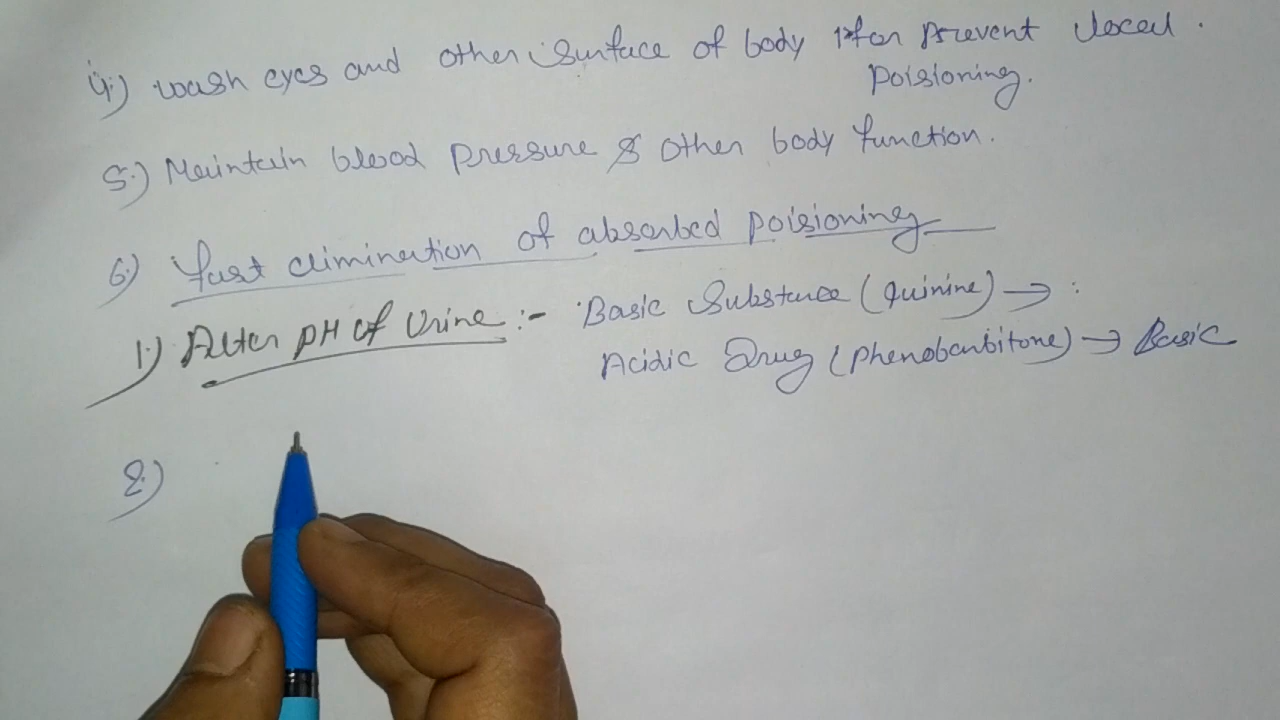 4.) wash eyes and other surface of body for prevent local
poisioning.
5.) Maintain blood pressure & other body function.
6.) fast elimination of absorbed poisioning
1.) Alter pH of Urine :- Basic Substance (Quinine) → :
Acidic Drug (Phenobarbitone) → Basic
2.)